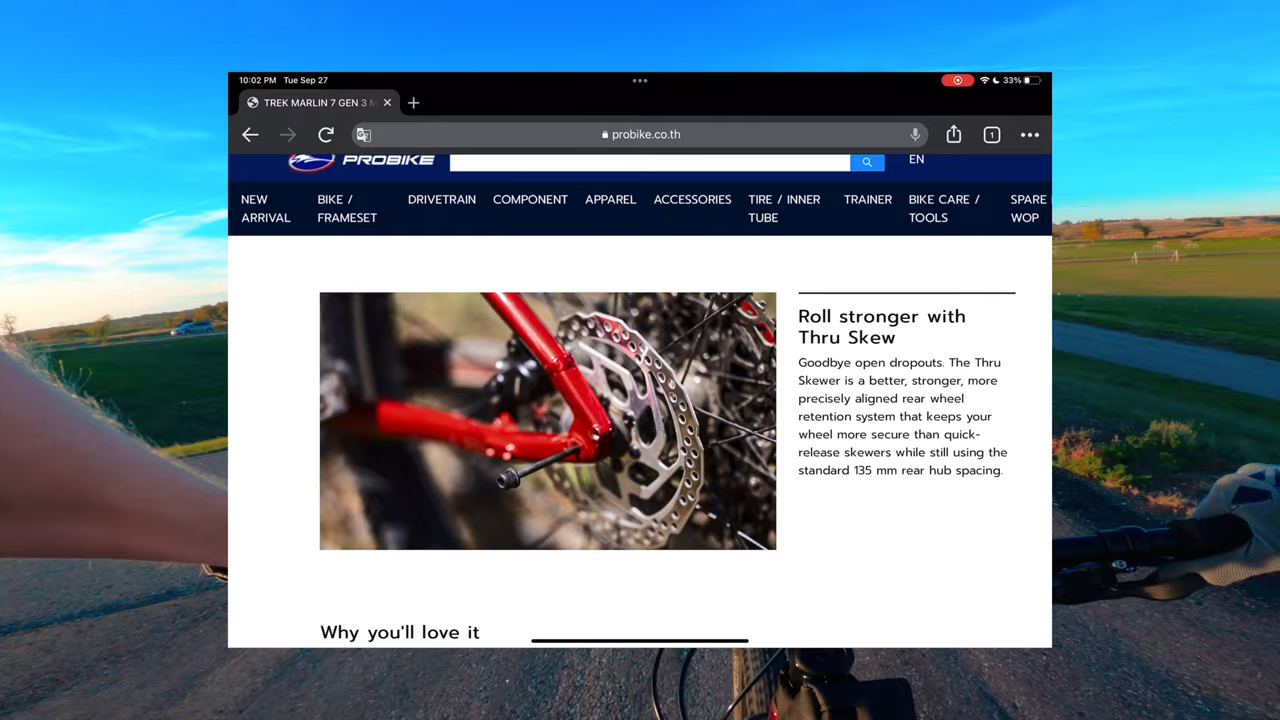 10:02 PM Tue Sep 27
33%
TREK MARLIN 7 GEN 3
probike.co.th
1
PROBIKE
EN
NEW ARRIVAL
BIKE / FRAMESET
DRIVETRAIN
COMPONENT
APPAREL
ACCESSORIES
TIRE / INNER TUBE
TRAINER
BIKE CARE / TOOLS
SPARE
WOP
Roll stronger with
Thru Skew
Goodbye open dropouts. The Thru
Skewer is a better, stronger, more
precisely aligned rear wheel
retention system that keeps your
wheel more secure than quick-
release skewers while still using the
standard 135 mm rear hub spacing.
Why you'll love it